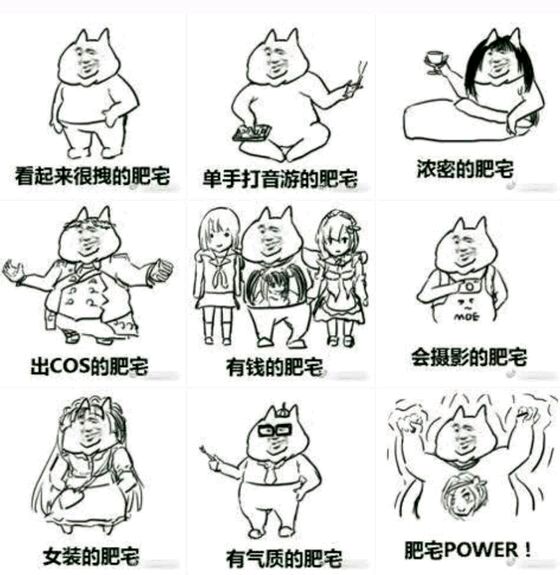 看起来很拽的肥宅
单手打音游的肥宅
浓密的肥宅
出COS的肥宅
有钱的肥宅
MOE
会摄影的肥宅
女装的肥宅
有气质的肥宅
肥宅POWER！